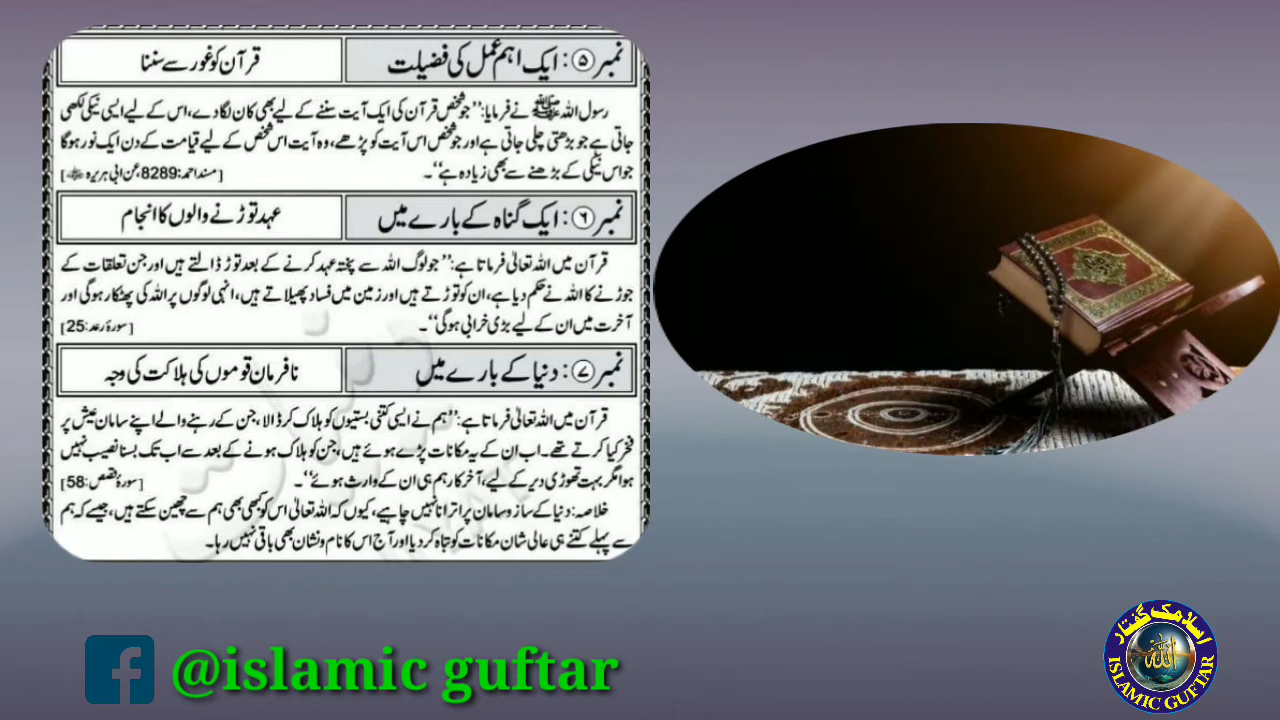 نمبر ⑤: ایک اہم عمل کی فضیلت
قرآن کو غور سے سننا
رسول اللہ ﷺ نے فرمایا: ’’جو شخص قرآن کی ایک آیت سننے کے لیے بھی کان لگا دے، اس کے لیے ایسی نیکی لکھی
جاتی ہے جو بڑھتی چلی جاتی ہے اور جو شخص اس آیت کو پڑھے، وہ آیت اس شخص کے لیے قیامت کے دن ایک نور ہوگا
جو اس نیکی کے بڑھنے سے بھی زیادہ ہے‘‘۔ [مسند احمد: 8289، عن ابی ہریرہ ﷛]
نمبر ⑥: ایک گناہ کے بارے میں
عہد توڑنے والوں کا انجام
قرآن میں اللہ تعالیٰ فرماتا ہے: ’’جو لوگ اللہ سے پختہ عہد کرنے کے بعد توڑ ڈالتے ہیں اور جن تعلقات کے
جوڑنے کا اللہ نے حکم دیا ہے، ان کو توڑتے ہیں اور زمین میں فساد پھیلاتے ہیں، انہی لوگوں پر اللہ کی پھٹکار ہوگی اور
آخرت میں ان کے لیے بڑی خرابی ہوگی‘‘۔ [سورۂ رعد: 25]
نمبر ⑦: دنیا کے بارے میں
نافرمان قوموں کی ہلاکت کی وجہ
قرآن میں اللہ تعالیٰ فرماتا ہے: ’’ہم نے ایسی کتنی بستیوں کو ہلاک کر ڈالا، جن کے رہنے والے اپنے سامان عیش پر
فخر کیا کرتے تھے۔ اب ان کے یہ مکانات پڑے ہوئے ہیں، جن کو ہلاک ہونے کے بعد سے اب تک بسنا نصیب نہیں
ہوا مگر بہت تھوڑی دیر کے لیے، آخر کار ہم ہی ان کے وارث ہوئے‘‘۔ [سورۂ قصص: 58]
خلاصہ: دنیا کے ساز و سامان پر اترانا نہیں چاہیے، کیوں کہ اللہ تعالیٰ اس کو کبھی بھی ہم سے چھین سکتے ہیں، جیسے کہ ہم
سے پہلے کتنے ہی عالی شان مکانات کو تباہ کر دیا اور آج اس کا نام و نشان بھی باقی نہیں رہا۔
@islamic guftar
اسلامک گفتار
اللہ
ISLAMIC GUFTAR